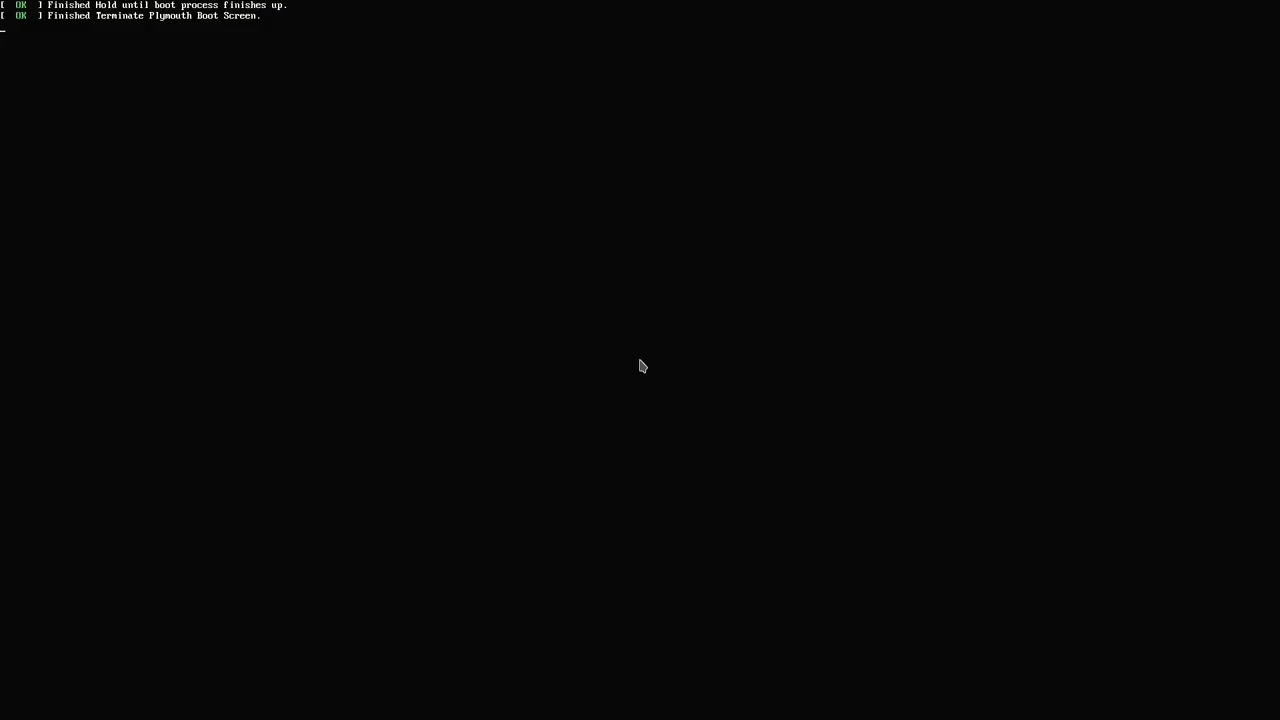 [  OK  ] Finished Hold until boot process finishes up.
[  OK  ] Finished Terminate Plymouth Boot Screen.